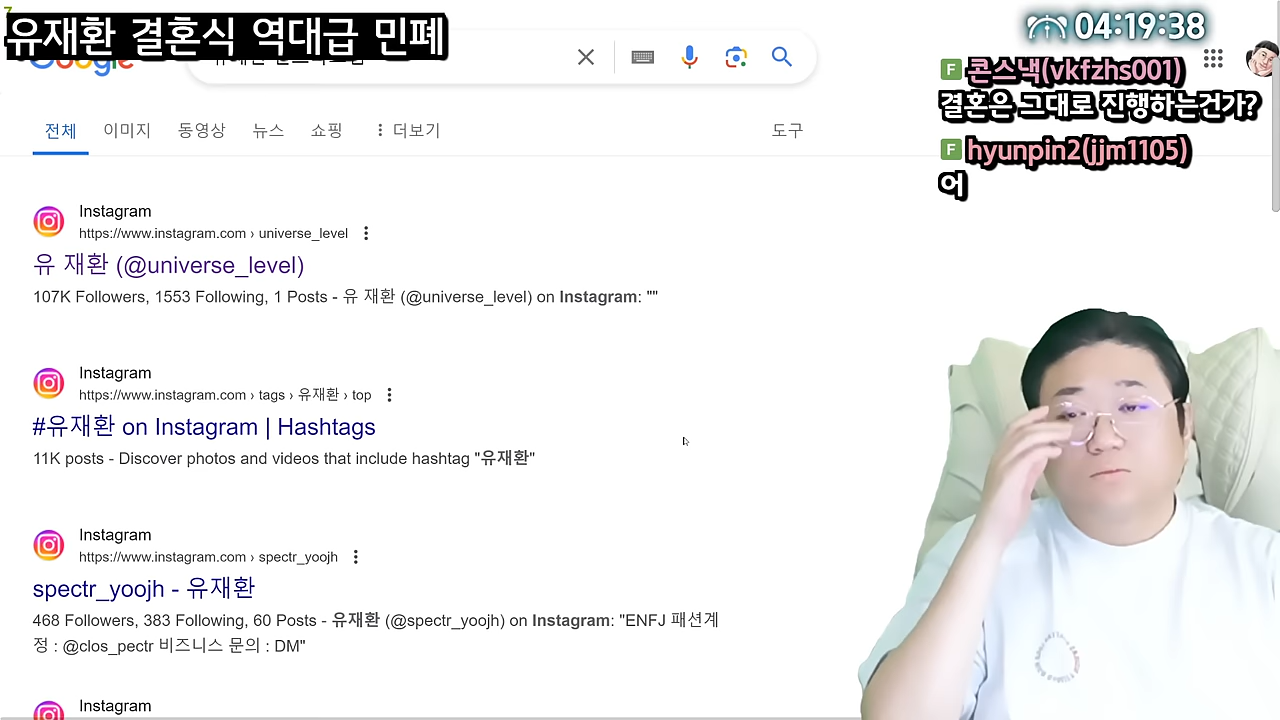 유재환 결혼식 역대급 민폐
04:19:38
F 콘스낵(vkfzhs001)
결혼은 그대로 진행하는건가?
F hyunpin2(jjm1105)
어
전체 이미지 동영상 뉴스 쇼핑 더보기 도구
Instagram
https://www.instagram.com › universe_level
유 재환 (@universe_level)
107K Followers, 1553 Following, 1 Posts - 유 재환 (@universe_level) on Instagram: ""
Instagram
https://www.instagram.com › tags › 유재환 › top
#유재환 on Instagram | Hashtags
11K posts - Discover photos and videos that include hashtag "유재환"
Instagram
https://www.instagram.com › spectr_yoojh
spectr_yoojh - 유재환
468 Followers, 383 Following, 60 Posts - 유재환 (@spectr_yoojh) on Instagram: "ENFJ 패션계
정 : @clos_pectr 비즈니스 문의 : DM"
Instagram